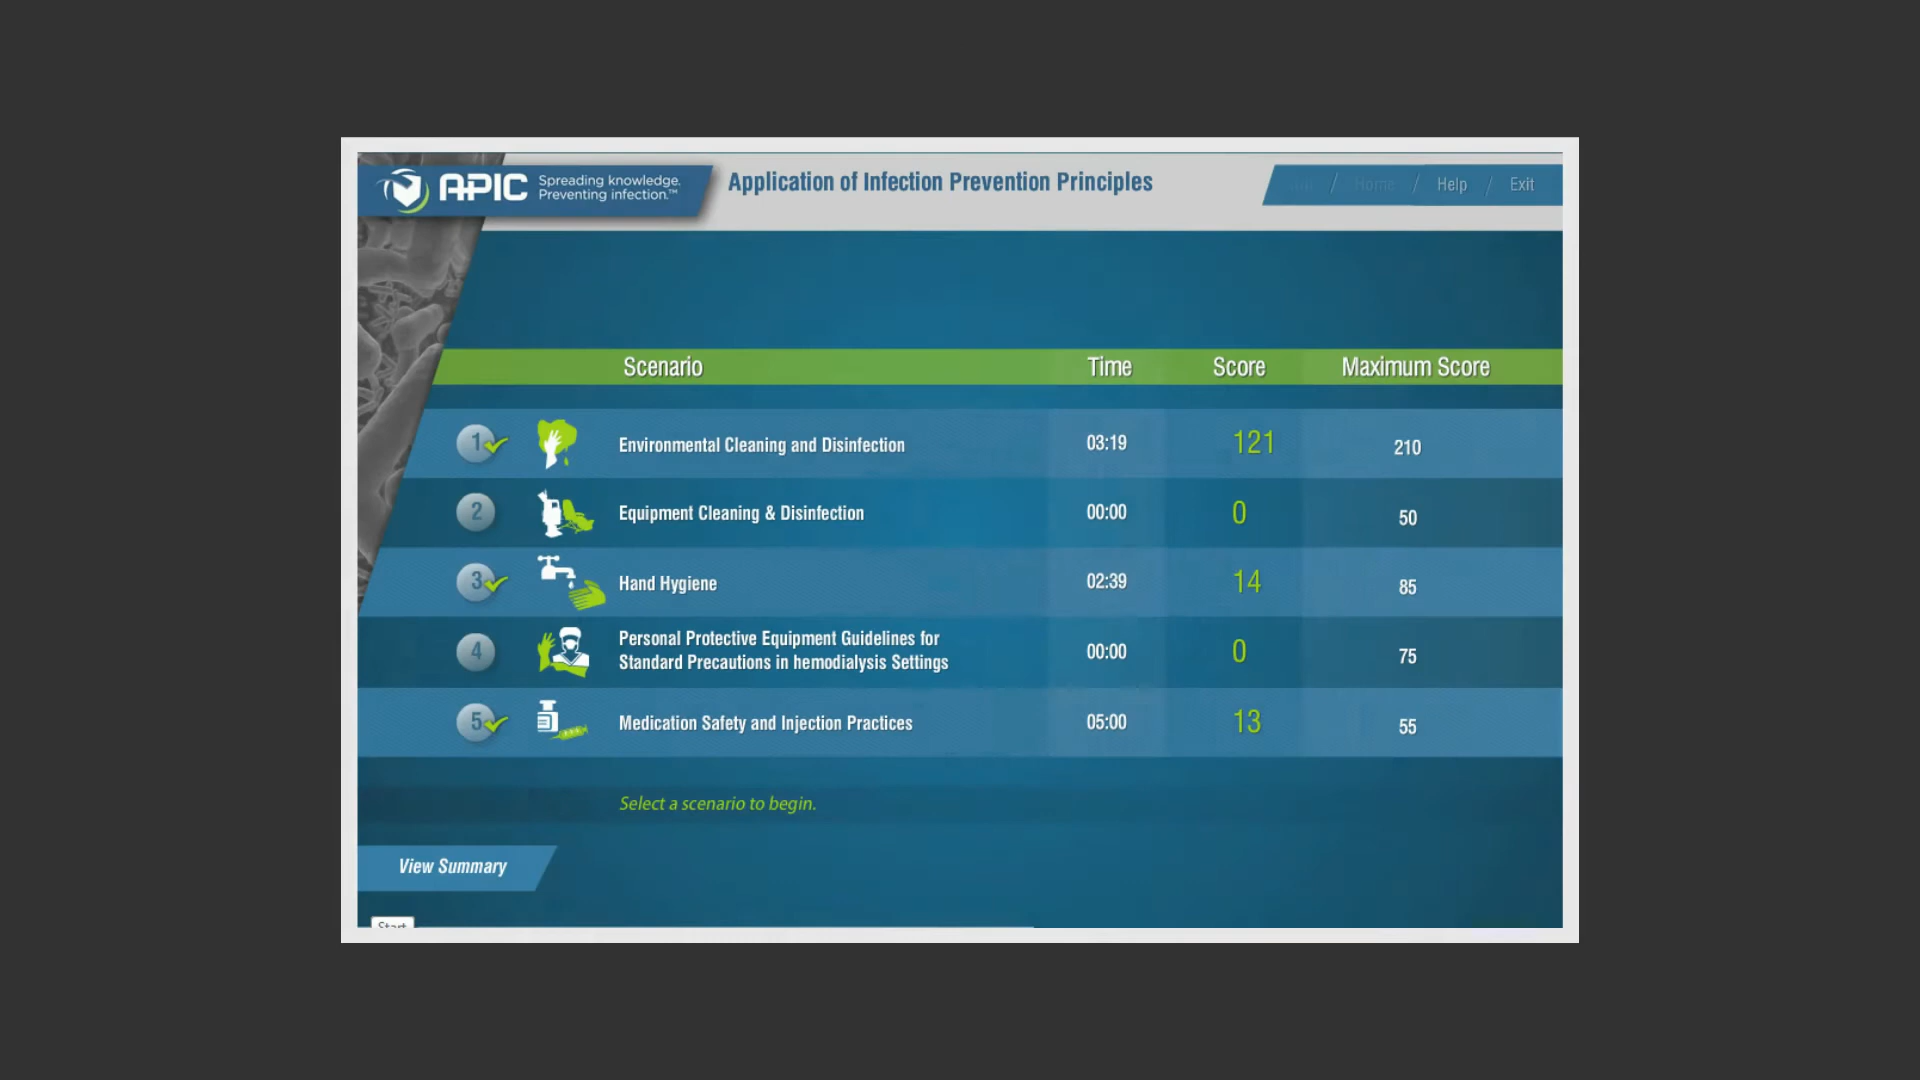 APIC
Spreading knowledge.
Preventing infection.™
Application of Infection Prevention Principles
/ Home / Help / Exit
Scenario Time Score Maximum Score
1 Environmental Cleaning and Disinfection 03:19 121 210
2 Equipment Cleaning & Disinfection 00:00 0 50
3 Hand Hygiene 02:39 14 85
4 Personal Protective Equipment Guidelines for
Standard Precautions in hemodialysis Settings 00:00 0 75
5 Medication Safety and Injection Practices 05:00 13 55
Select a scenario to begin.
View Summary
Start